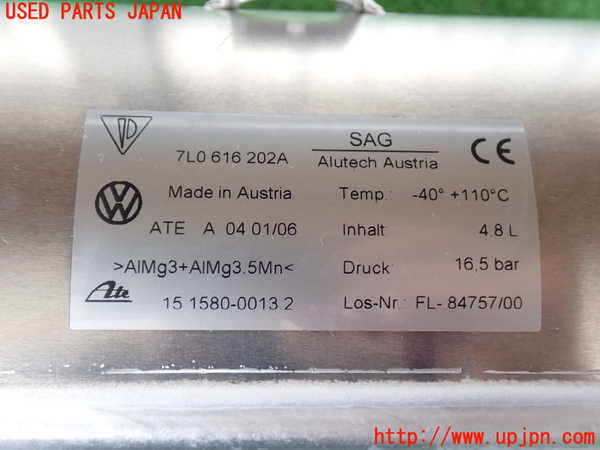 USED PARTS JAPAN
7L0 616 202A
SAG
Alutech Austria
CE
VW
Made in Austria
Temp.: -40° +110°C
ATE A 04 01/06
Inhalt: 4.8 L
>AlMg3+AlMg3.5Mn<
Druck: 16,5 bar
Ate
15 1580-0013 2
Los-Nr.: FL- 84757/00
http://www.upjpn.com/